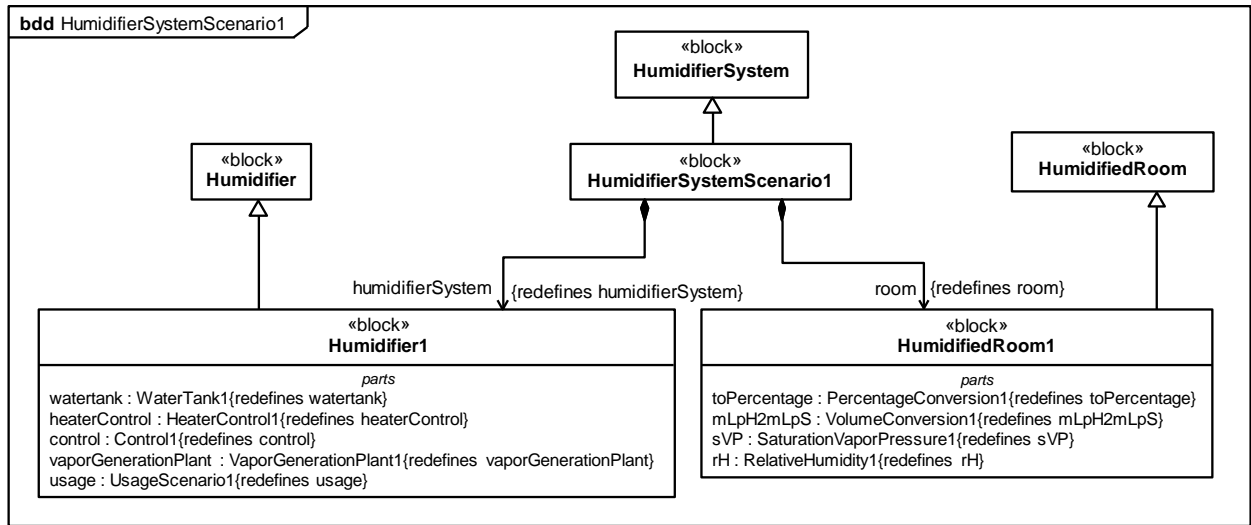 bdd HumidifierSystemScenario1
«block»
HumidifierSystem
«block»
Humidifier
«block»
HumidifierSystemScenario1
«block»
HumidifiedRoom
humidifierSystem
{redefines humidifierSystem}
room
{redefines room}
«block»
Humidifier1
parts
watertank : WaterTank1{redefines watertank}
heaterControl : HeaterControl1{redefines heaterControl}
control : Control1{redefines control}
vaporGenerationPlant : VaporGenerationPlant1{redefines vaporGenerationPlant}
usage : UsageScenario1{redefines usage}
«block»
HumidifiedRoom1
parts
toPercentage : PercentageConversion1{redefines toPercentage}
mLpH2mLpS : VolumeConversion1{redefines mLpH2mLpS}
sVP : SaturationVaporPressure1{redefines sVP}
rH : RelativeHumidity1{redefines rH}